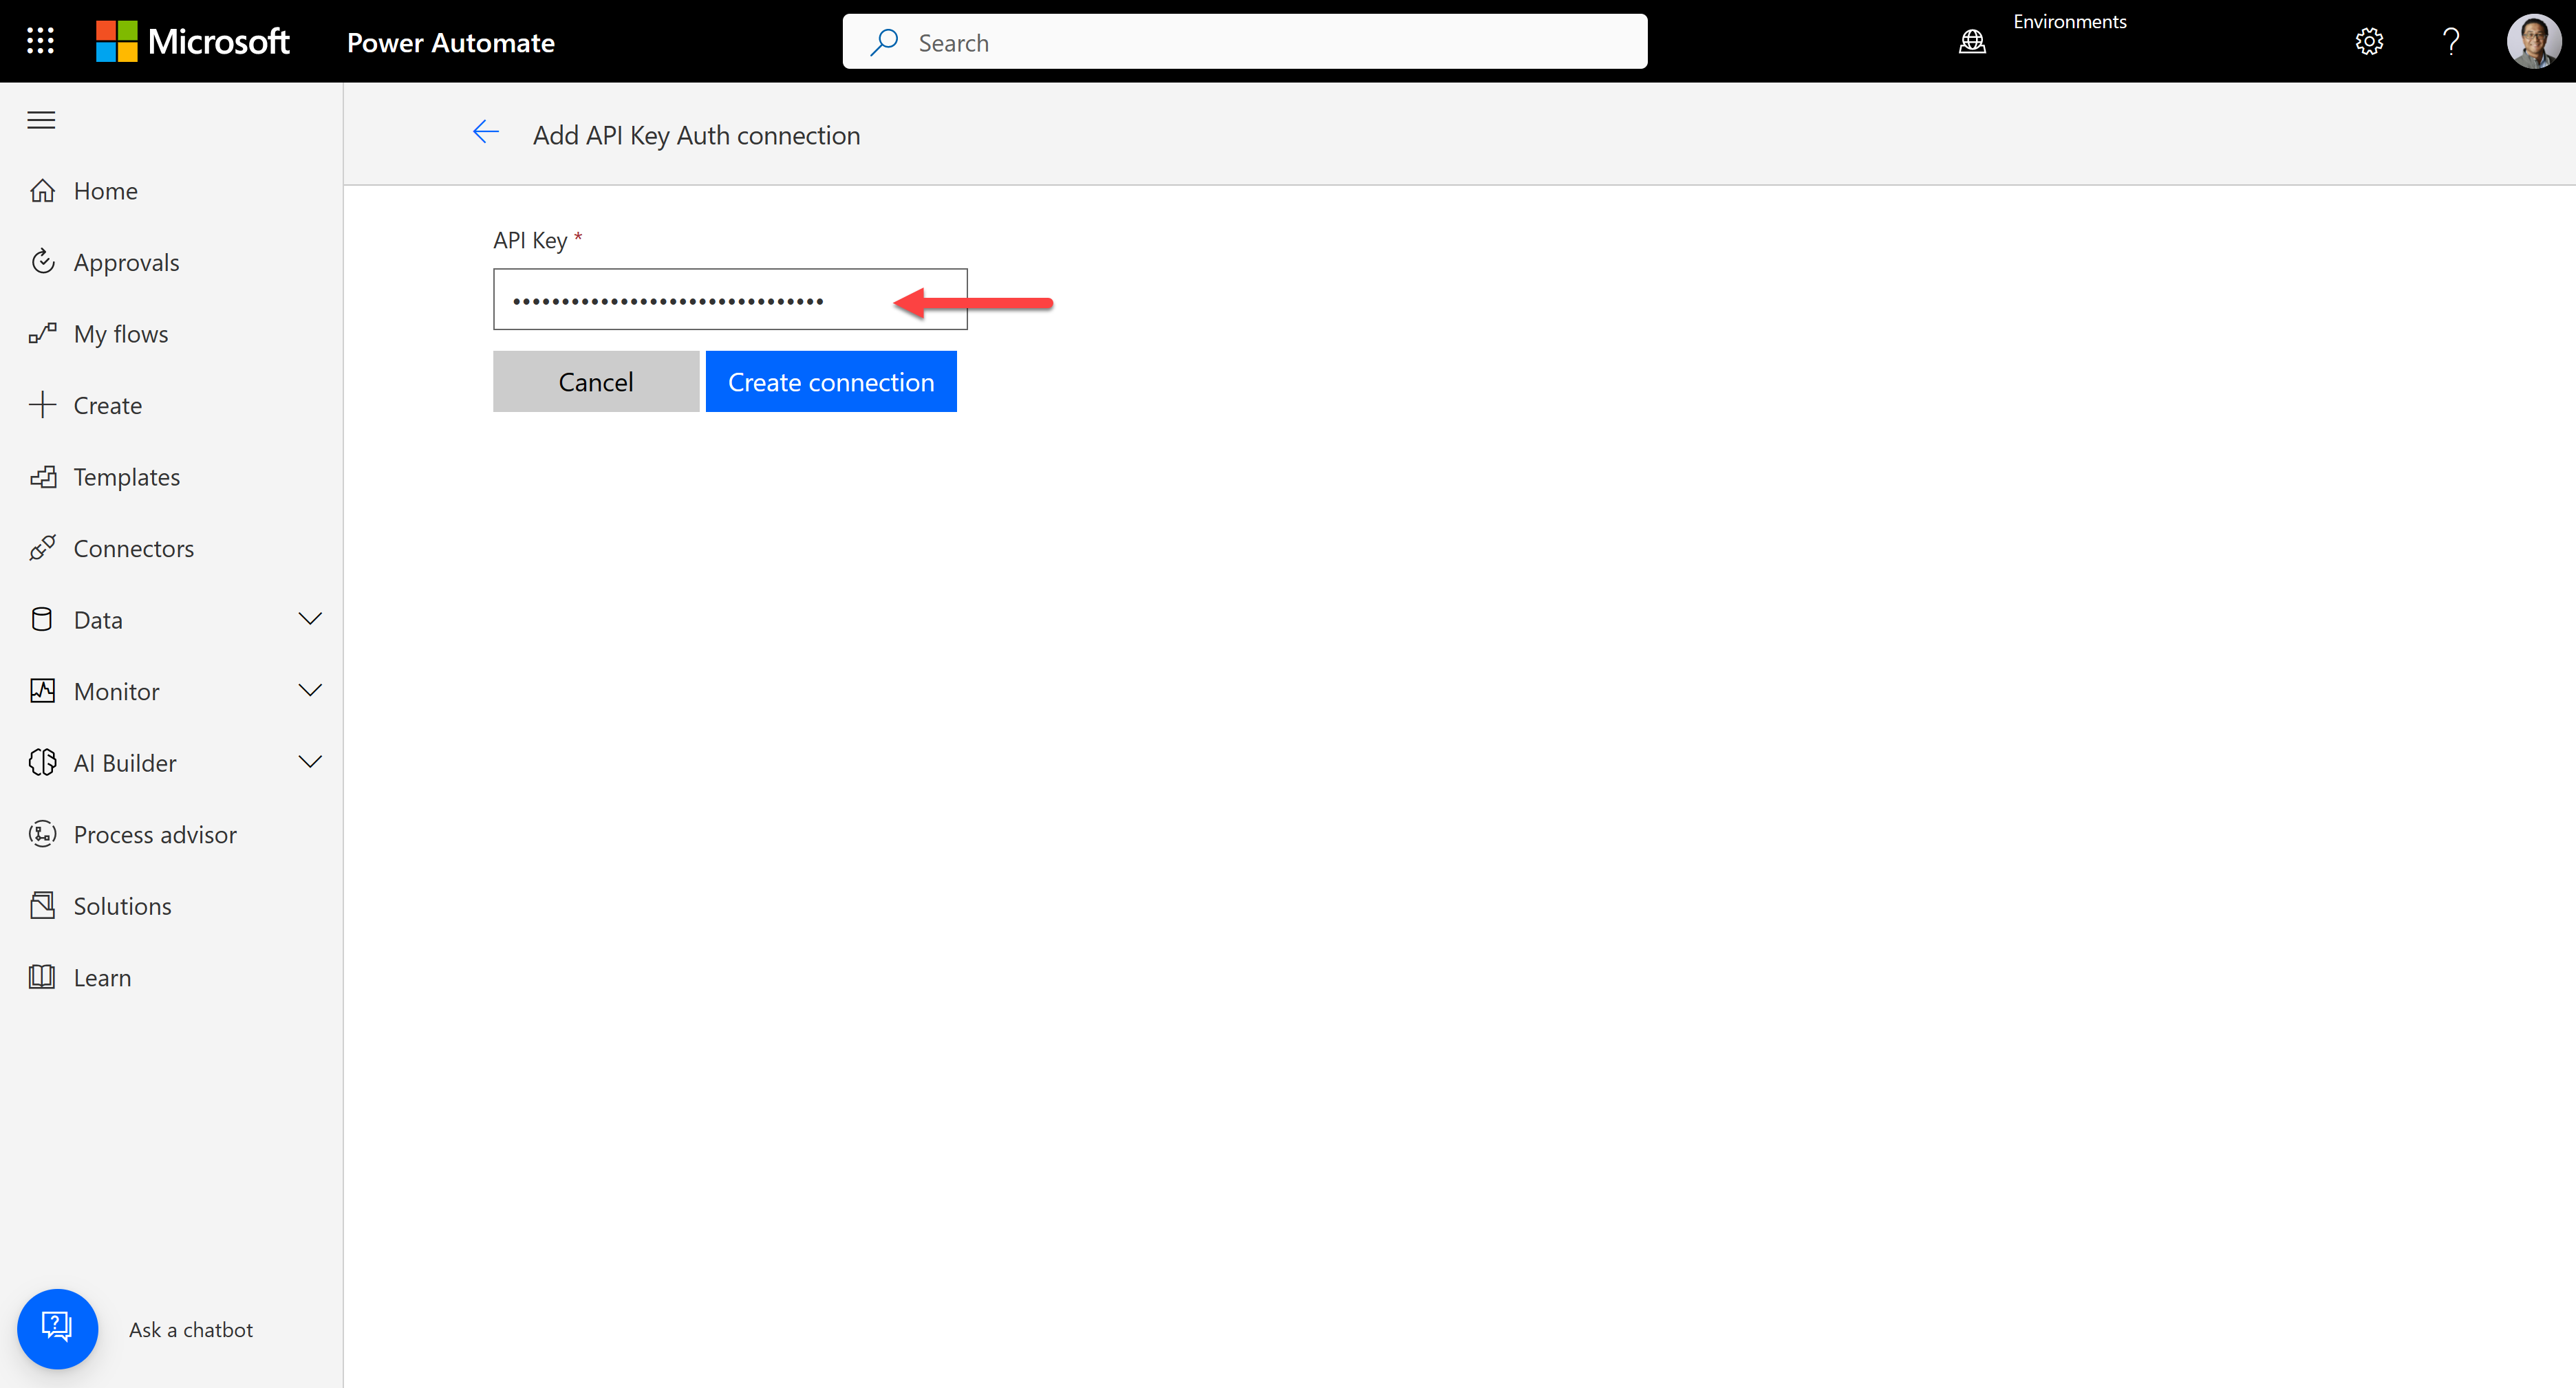 Microsoft
Power Automate
Search
Environments
Add API Key Auth connection
Home
Approvals
My flows
Create
Templates
Connectors
Data
Monitor
AI Builder
Process advisor
Solutions
Learn
Ask a chatbot
API Key *
••••••••••••••••••••••••••••••••
Cancel
Create connection